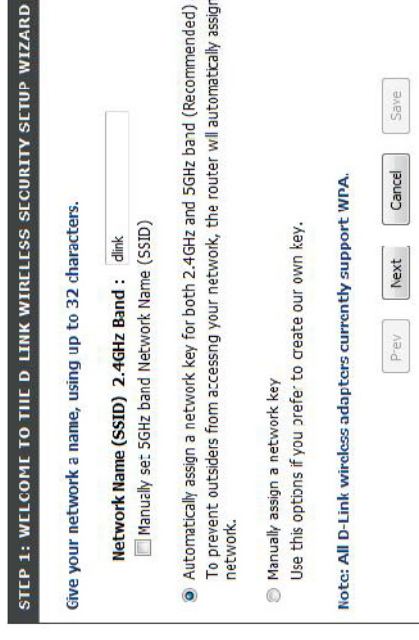 STEP 1: WELCOME TO THE D LINK WIRELESS SECURITY SETUP WIZARD
Give your network a name, using up to 32 characters.
Network Name (SSID) 2.4GHz Band : dlink
Manually set 5GHz band Network Name (SSID)
Automatically assign a network key for both 2.4GHz and 5GHz band (Recommended)
To prevent outsiders from accessing your network, the router will automatically assign
network.
Manually assign a network key
Use this options if you prefer to create our own key.
Note: All D-Link wireless adapters currently support WPA.
Prev Next Cancel Save